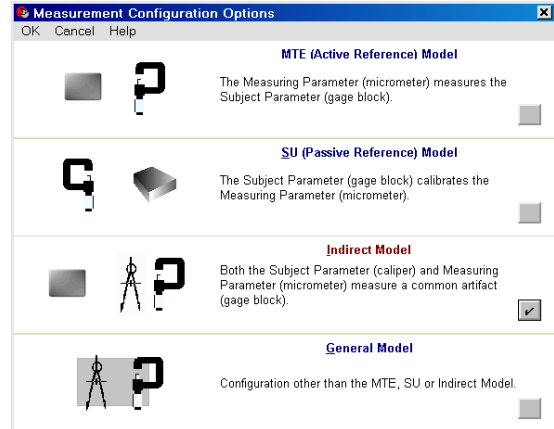 Measurement Configuration Options
OK Cancel Help
MTE (Active Reference) Model
The Measuring Parameter (micrometer) measures the
Subject Parameter (gage block).
SU (Passive Reference) Model
The Subject Parameter (gage block) calibrates the
Measuring Parameter (micrometer).
Indirect Model
Both the Subject Parameter (caliper) and Measuring
Parameter (micrometer) measure a common artifact
(gage block).
General Model
Configuration other than the MTE, SU or Indirect Model.